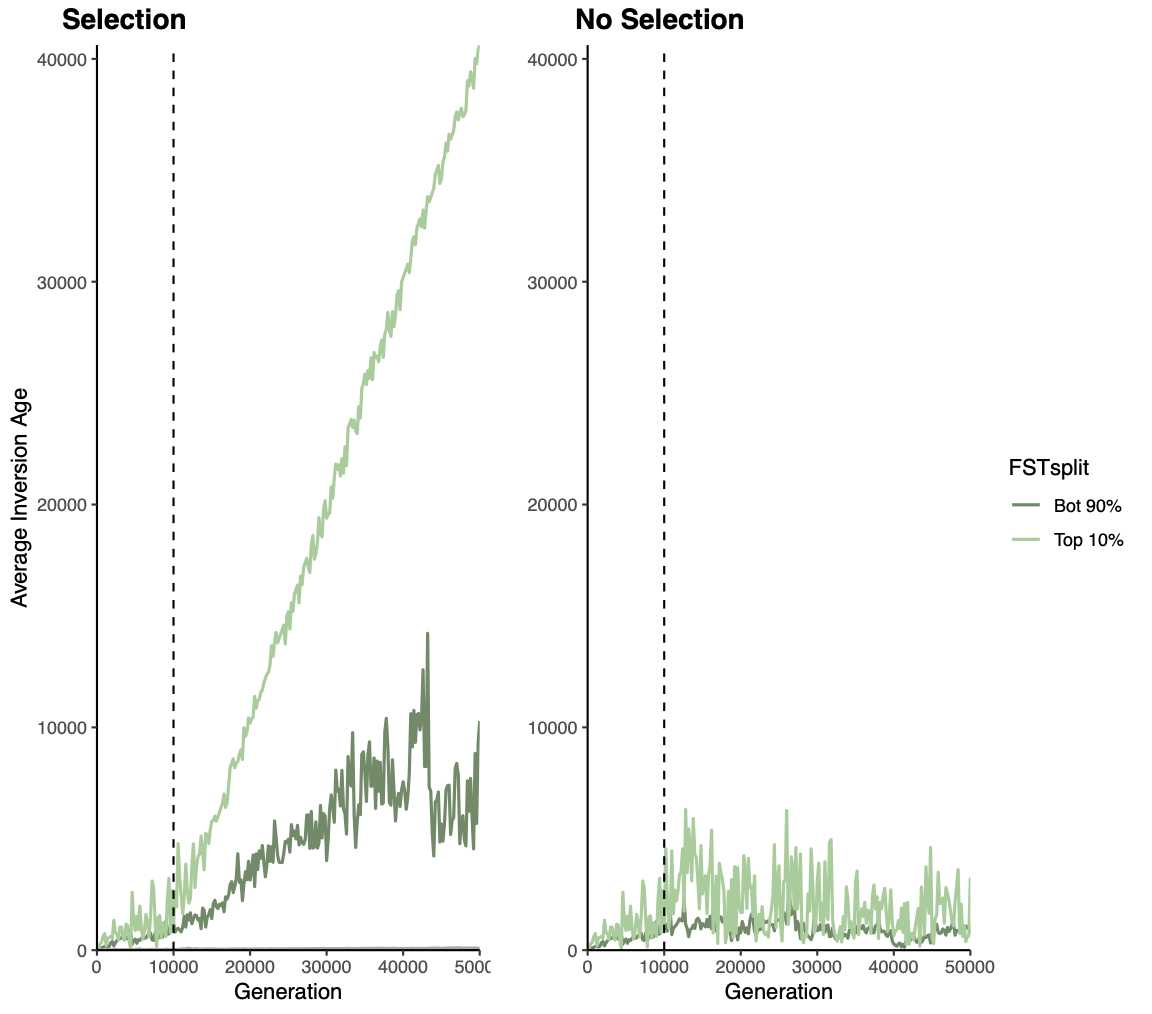 Selection
No Selection
Average Inversion Age
40000
30000
20000
10000
0
0 10000 20000 30000 40000 5000
Generation
40000
30000
20000
10000
0
0 10000 20000 30000 40000 50000
Generation
FSTsplit
Bot 90%
Top 10%